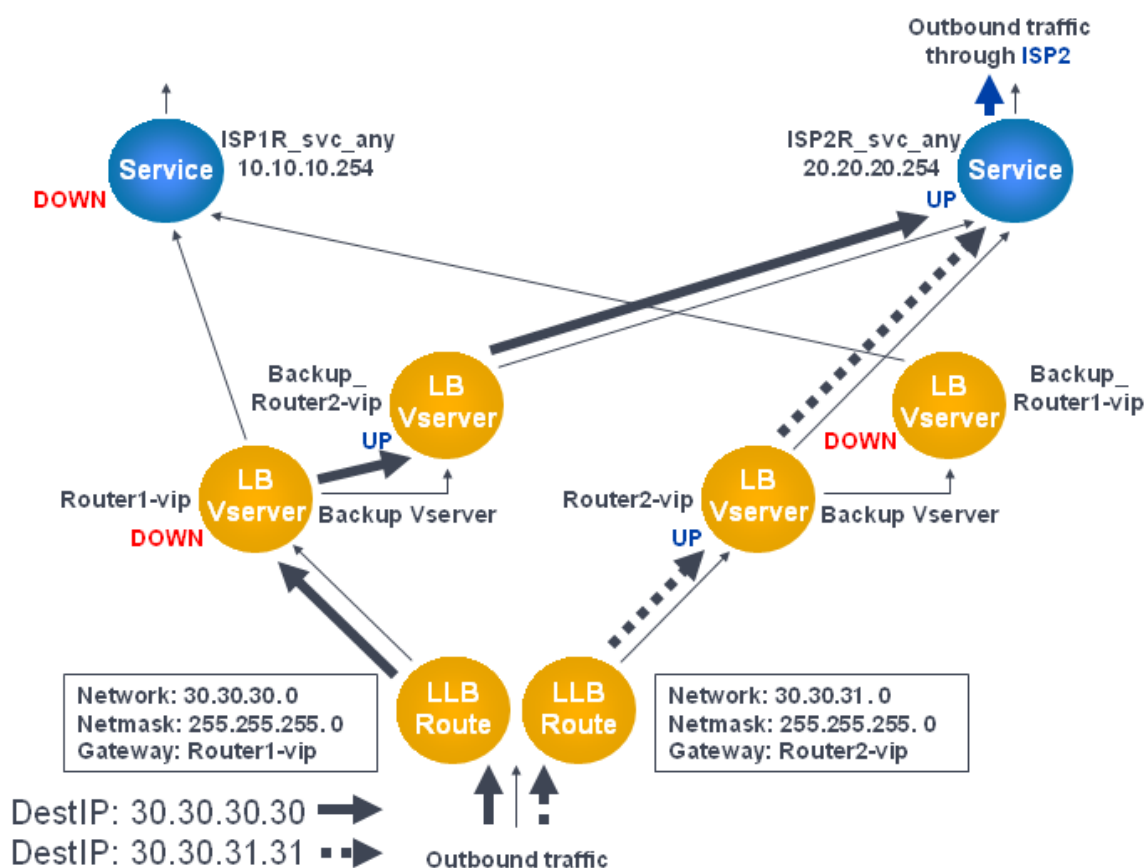 Outbound traffic
through ISP2
ISP1R_svc_any
10.10.10.254
Service
DOWN
ISP2R_svc_any
20.20.20.254
Service
UP
Backup_
Router2-vip
LB
Vserver
UP
LB
Vserver
Backup_
Router1-vip
DOWN
Router1-vip
LB
Vserver
Backup Vserver
DOWN
Router2-vip
LB
Vserver
Backup Vserver
UP
Network: 30.30.30.0
Netmask: 255.255.255. 0
Gateway: Router1-vip
LLB
Route
LLB
Route
Network: 30.30.31. 0
Netmask: 255.255.255. 0
Gateway: Router2-vip
DestIP: 30.30.30.30
DestIP: 30.30.31.31
Outbound traffic